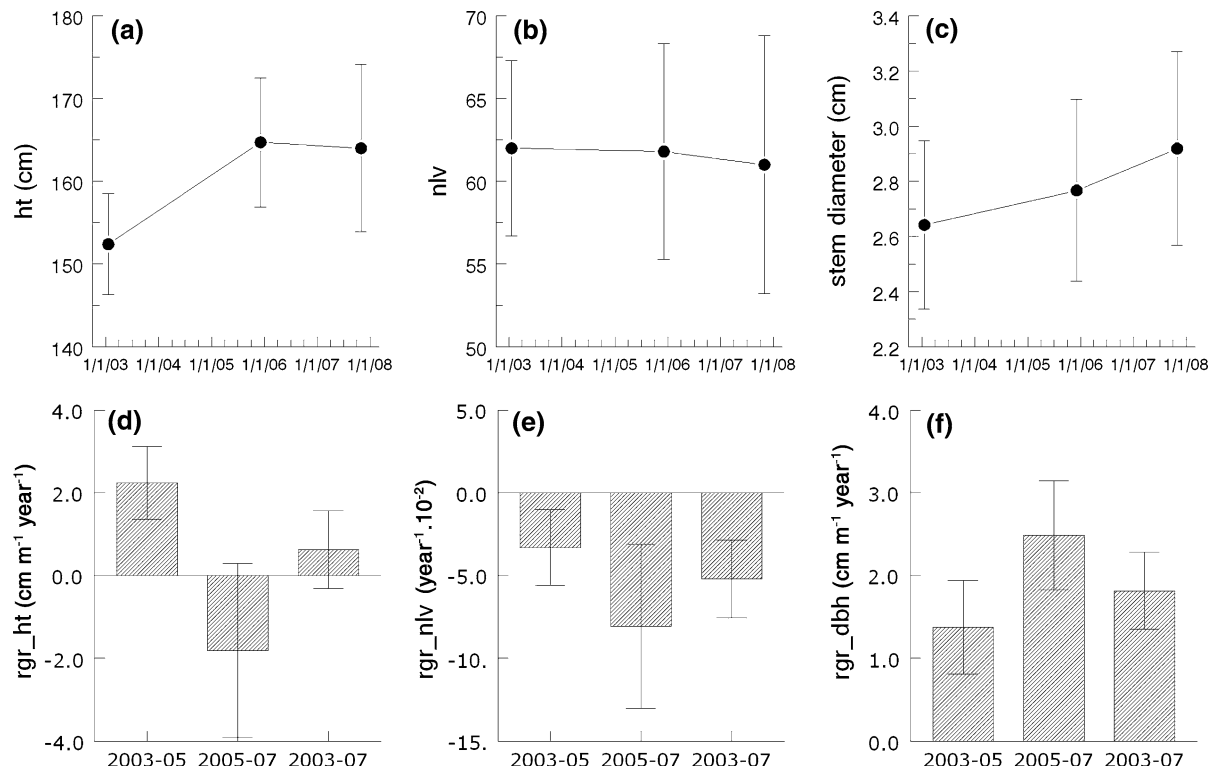 (a)
ht (cm)
180
170
160
150
140
1/1/03 1/1/04 1/1/05 1/1/06 1/1/07 1/1/08
(b)
nlv
70
65
60
55
50
1/1/03 1/1/04 1/1/05 1/1/06 1/1/07 1/1/08
(c)
stem diameter (cm)
3.4
3.2
3.0
2.8
2.6
2.4
2.2
1/1/03 1/1/04 1/1/05 1/1/06 1/1/07 1/1/08
(d)
rgr_ht (cm m⁻¹ year⁻¹)
4.0
2.0
0.0
-2.0
-4.0
2003-05 2005-07 2003-07
(e)
rgr_nlv (year⁻¹.10⁻²)
5.0
0.0
-5.0
-10.
-15.
2003-05 2005-07 2003-07
(f)
rgr_dbh (cm m⁻¹ year¹)
4.0
3.0
2.0
1.0
0.0
2003-05 2005-07 2003-07